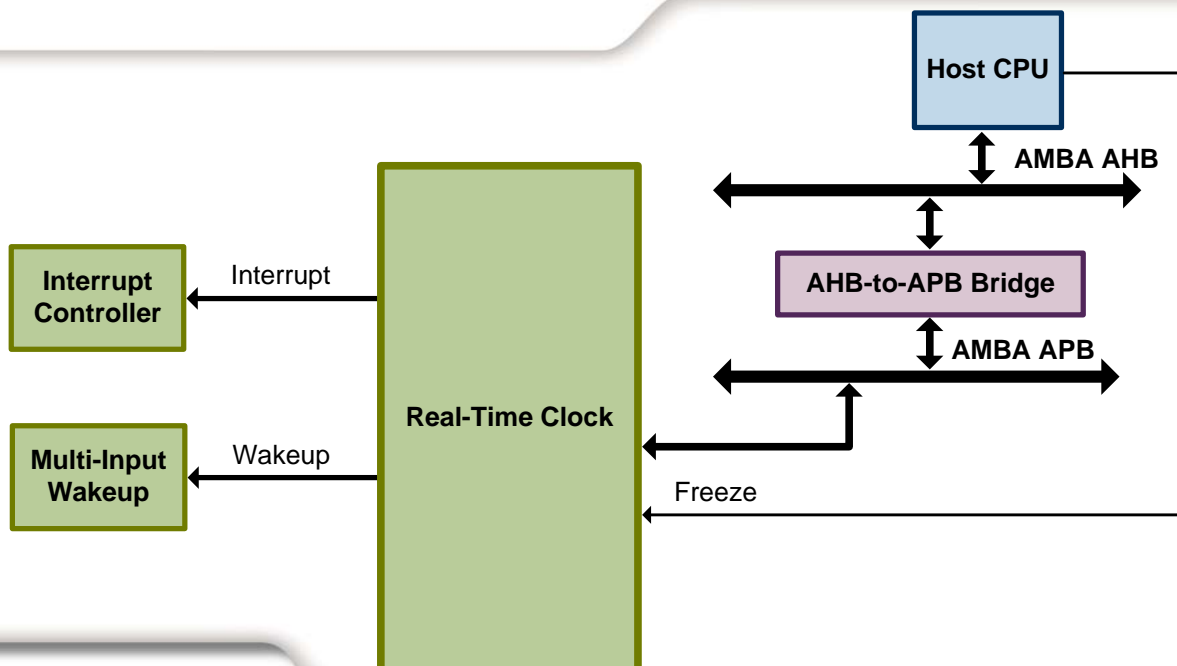 Host CPU
AMBA AHB
AHB-to-APB Bridge
AMBA APB
Interrupt
Controller
Interrupt
Real-Time Clock
Multi-Input
Wakeup
Wakeup
Freeze